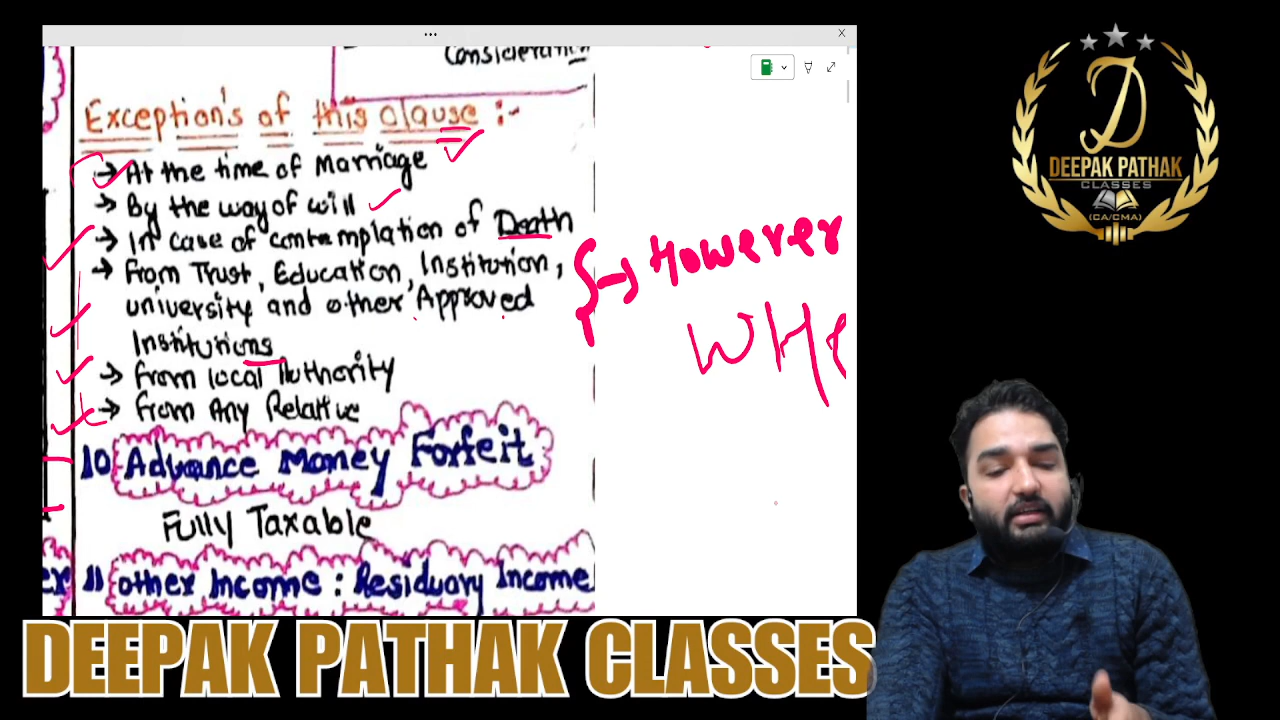 Consideration
Exception's of this clause :-
→ At the time of Marriage
→ By the way of will
→ In case of contemplation of Death
→ From Trust, Education, Institution,
university and other Approved
Institutions
→ From local Authority
→ From Any Relative
10 Advance Money Forfeit
Fully Taxable
11 other Income : Residuary Income
→ However
D
DEEPAK PATHAK
CLASSES
(CA/CMA)
DEEPAK PATHAK CLASSES